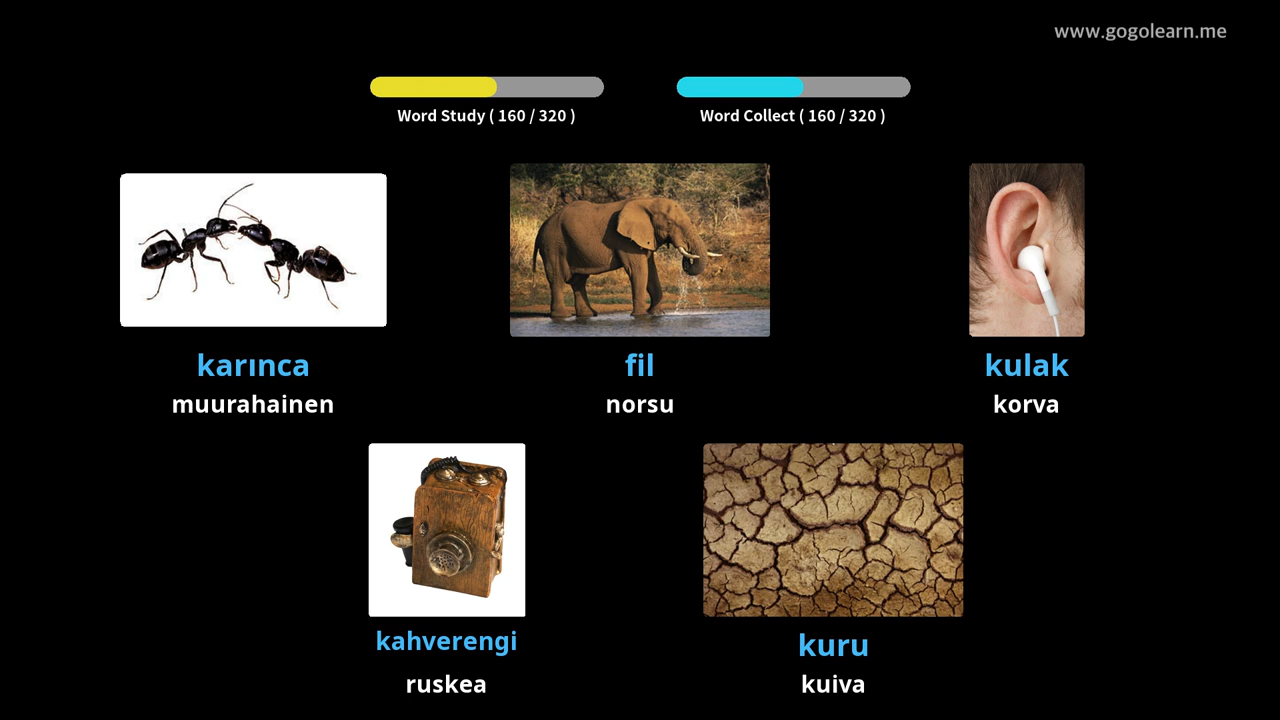 www.gogolearn.me
Word Study ( 160 / 320 )
Word Collect ( 160 / 320 )
karınca
muurahainen
fil
norsu
kulak
korva
kahverengi
ruskea
kuru
kuiva